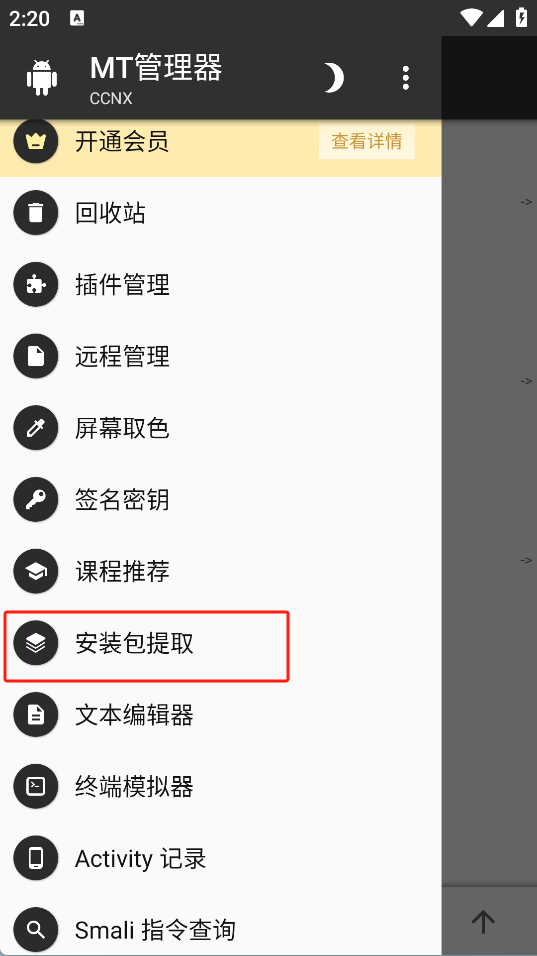 2:20
MT管理器
CCNX
开通会员 查看详情
回收站
->
插件管理
远程管理
->
屏幕取色
签名密钥
->
课程推荐
安装包提取
文本编辑器
终端模拟器
Activity 记录
Smali 指令查询